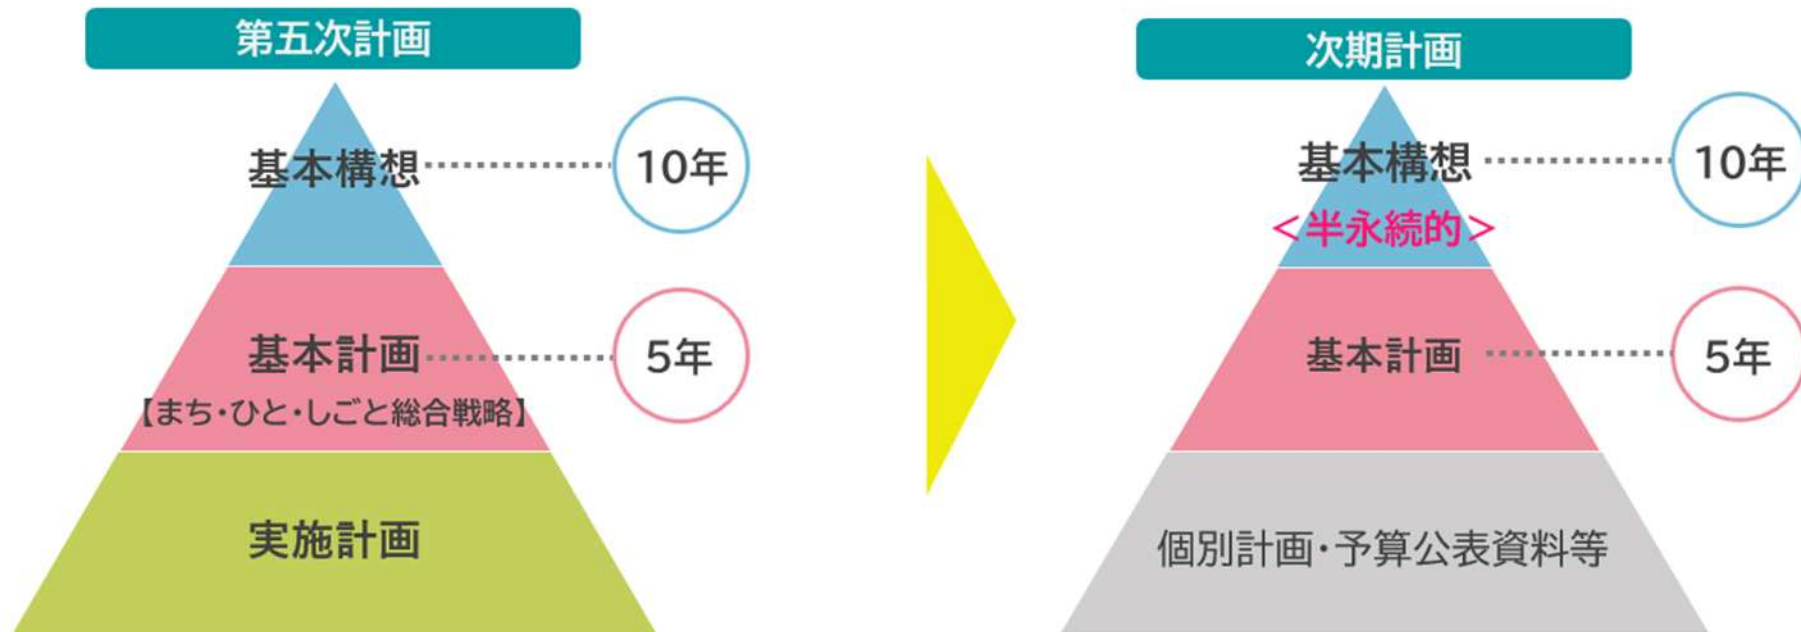 第五次計画
基本構想
10年
基本計画
5年
【まち・ひと・しごと総合戦略】
実施計画
次期計画
基本構想
10年
＜半永続的＞
基本計画
5年
個別計画・予算公表資料等